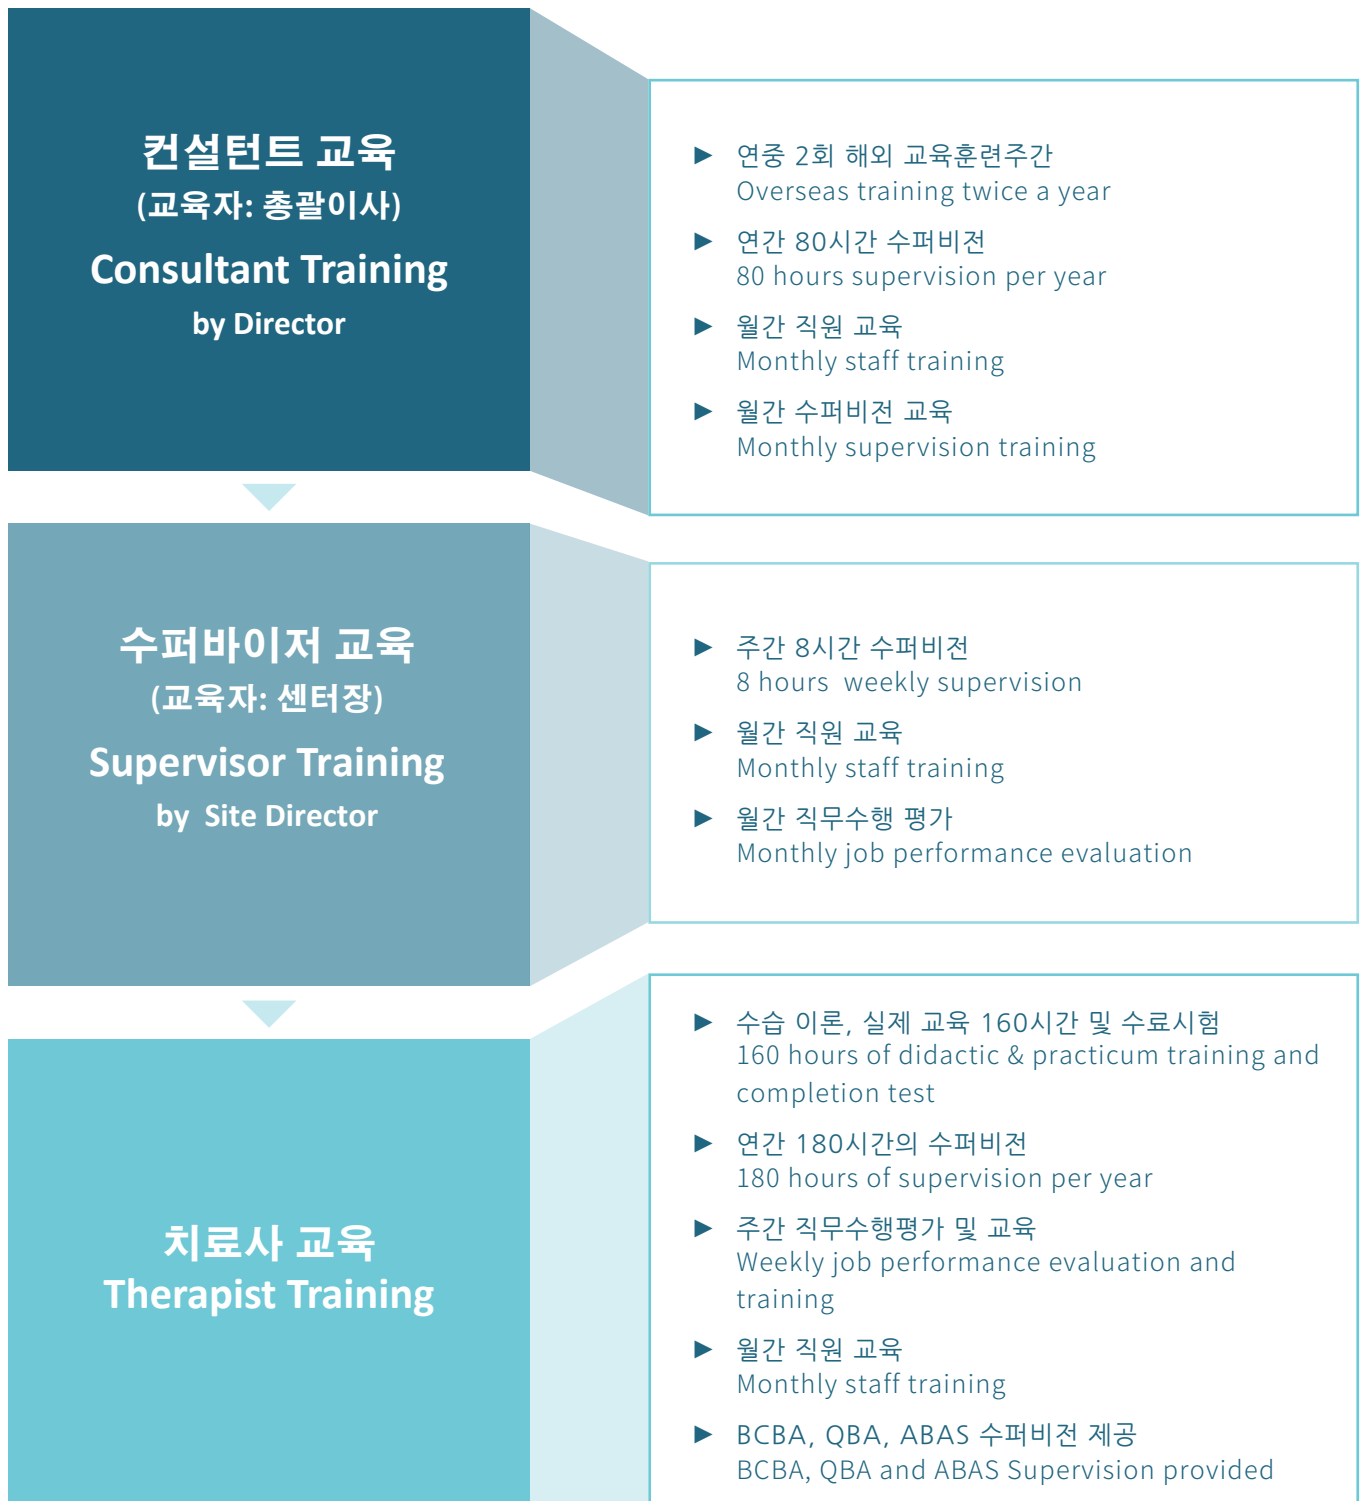 컨설턴트 교육
(교육자: 총괄이사)
Consultant Training
by Director
► 연중 2회 해외 교육훈련주간
Overseas training twice a year
► 연간 80시간 수퍼비전
80 hours supervision per year
► 월간 직원 교육
Monthly staff training
► 월간 수퍼비전 교육
Monthly supervision training
수퍼바이저 교육
(교육자: 센터장)
Supervisor Training
by Site Director
► 주간 8시간 수퍼비전
8 hours weekly supervision
► 월간 직원 교육
Monthly staff training
► 월간 직무수행 평가
Monthly job performance evaluation
치료사 교육
Therapist Training
► 수습 이론, 실제 교육 160시간 및 수료시험
160 hours of didactic & practicum training and
completion test
► 연간 180시간의 수퍼비전
180 hours of supervision per year
► 주간 직무수행평가 및 교육
Weekly job performance evaluation and
training
► 월간 직원 교육
Monthly staff training
► BCBA, QBA, ABAS 수퍼비전 제공
BCBA, QBA and ABAS Supervision provided